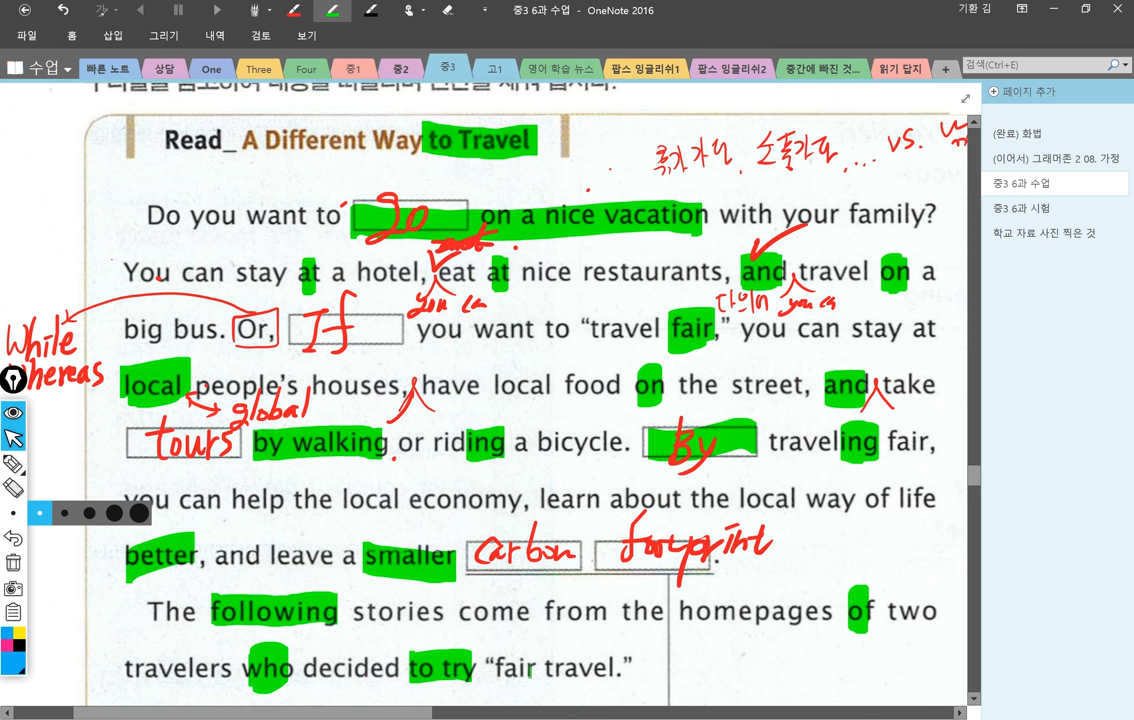 중3 6과 수업 - OneNote 2016
기환 김
파일 홈 삽입 그리기 내역 검토 보기
수업 빠른 노트 상담 One Three Four 중1 중2 중3 고1 영어 학습 뉴스 팝스 잉글리쉬1 팝스 잉글리쉬2 중간에 빠진 것... 읽기 답지 + 검색(Ctrl+E)
페이지 추가
(완료) 화법
(이어서) 그래머존 2 08. 가정
중3 6과 수업
중3 6과 시험
학교 자료 사진 찍은 것
Read_ A Different Way to Travel
휴가가다, ... vs.
Do you want to go on a nice vacation with your family?
You can stay at a hotel, eat at nice restaurants, and travel on a
you can you can
big bus. Or, If you want to “travel fair,” you can stay at
while
whereas
local people’s houses, have local food on the street, and take
global
tours by walking or riding a bicycle. By traveling fair,
you can help the local economy, learn about the local way of life
better, and leave a smaller carbon footprint.
The following stories come from the homepages of two
travelers who decided to try “fair travel.”